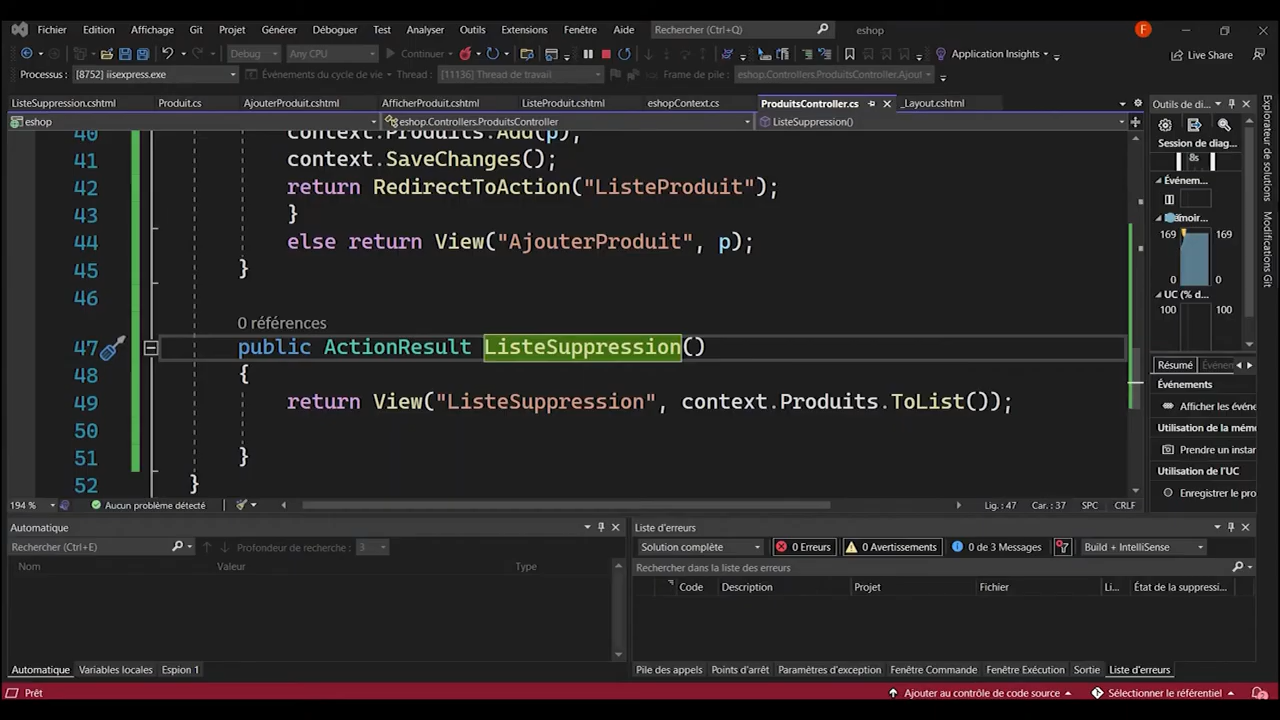 Fichier Edition Affichage Git Projet Générer Déboguer Test Analyser Outils Extensions Fenêtre Aide Rechercher (Ctrl+Q) eshop F
Debug Any CPU Continuer Application Insights Live Share
Processus : [8752] iisexpress.exe Événements du cycle de vie Thread : [11136] Thread de travail Frame de pile : eshop.Controllers.ProduitsController.Ajout
ListeSuppression.cshtml Produit.cs AjouterProduit.cshtml AfficherProduit.cshtml ListeProduit.cshtml eshopContext.cs ProduitsController.cs _Layout.cshtml
eshop eshop.Controllers.ProduitsController ListeSuppression()
40 context.Produits.Add(p);
41 context.SaveChanges();
42 return RedirectToAction("ListeProduit");
43 }
44 else return View("AjouterProduit", p);
45 }
46
0 références
47 public ActionResult ListeSuppression()
48 {
49 return View("ListeSuppression", context.Produits.ToList());
50
51 }
52 }
194 % Aucun problème détecté Lig. : 47 Car. : 37 SPC CRLF
Outils de di...
Session de diag...
8s
Événem...
Mémoir...
169 169
0 0
UC (% d...
100 100
Résumé Événem
Événements
Afficher les événe
Utilisation de la mémo
Prendre un instar
Utilisation de l'UC
Enregistrer le pro
Explorateur de solutions
Modifications Git
Automatique
Rechercher (Ctrl+E) Profondeur de recherche : 3
Nom Valeur Type
Automatique Variables locales Espion 1
Liste d'erreurs
Solution complète 0 Erreurs 0 Avertissements 0 de 3 Messages Build + IntelliSense
Rechercher dans la liste des erreurs
Code Description Projet Fichier Li... État de la suppressi...
Pile des appels Points d'arrêt Paramètres d'exception Fenêtre Commande Fenêtre Exécution Sortie Liste d'erreurs
Prêt Ajouter au contrôle de code source Sélectionner le référentiel